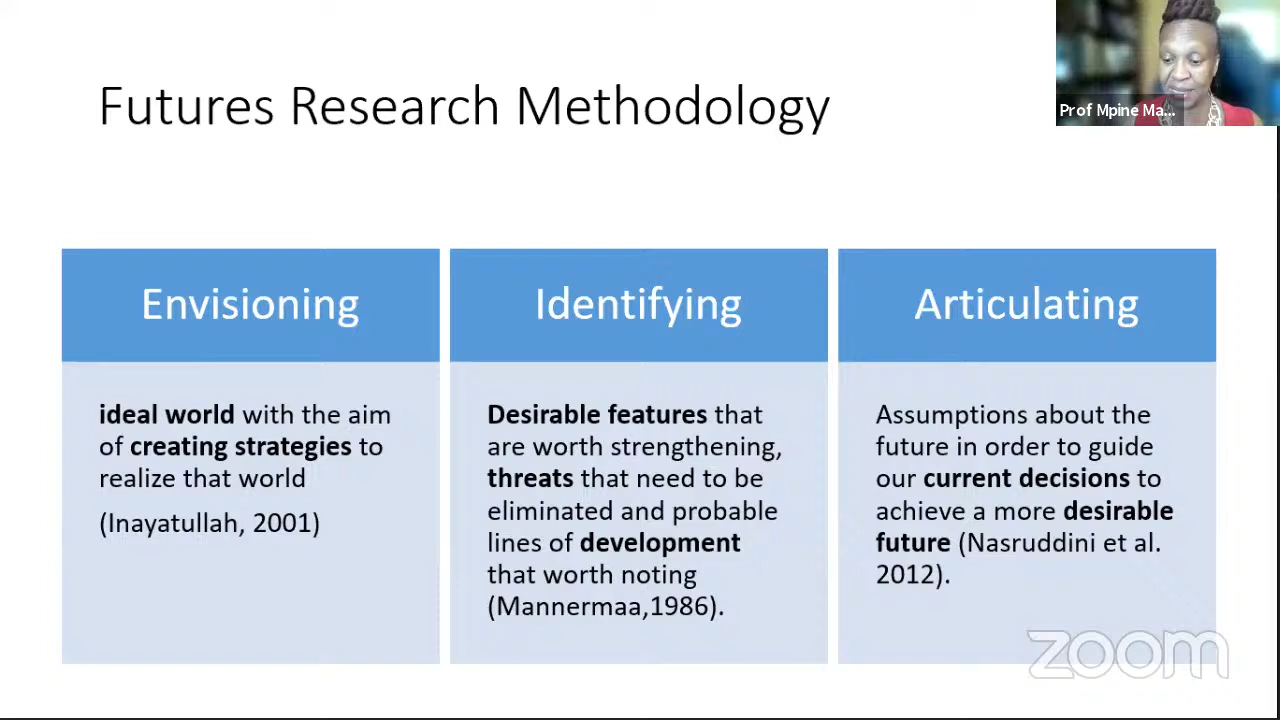 Futures Research Methodology
Prof Mpine Ma...
Envisioning
ideal world with the aim
of creating strategies to
realize that world
(Inayatullah, 2001)
Identifying
Desirable features that
are worth strengthening,
threats that need to be
eliminated and probable
lines of development
that worth noting
(Mannermaa,1986).
Articulating
Assumptions about the
future in order to guide
our current decisions to
achieve a more desirable
future (Nasruddini et al.
2012).
zoom